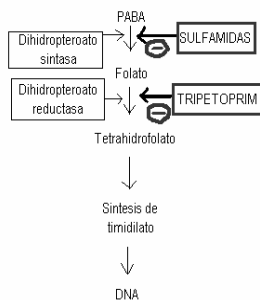 PABA
Dihidropteroato
sintasa
SULFAMIDAS
Folato
Dihidropteroato
reductasa
TRIPETOPRIM
Tetrahidrofolato
Sintesis de
timidilato
DNA